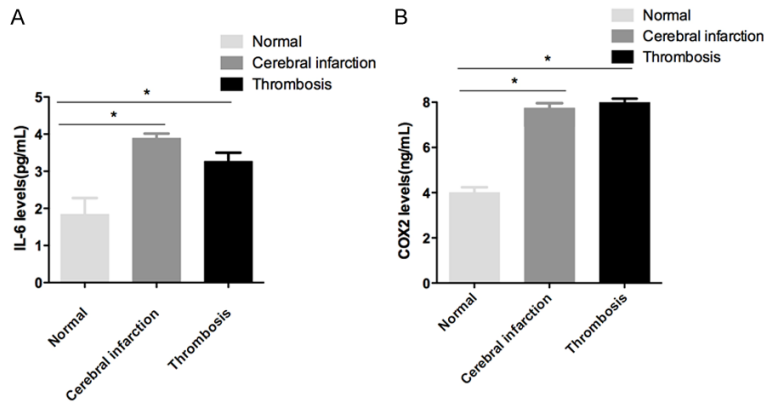 A
Normal
Cerebral infarction
Thrombosis
IL-6 levels(pg/mL)
5
4
3
2
1
0
*
*
Normal
Cerebral infarction
Thrombosis
B
Normal
Cerebral infarction
Thrombosis
COX2 levels(ng/mL)
8
6
4
2
0
*
*
Normal
Cerebral infarction
Thrombosis